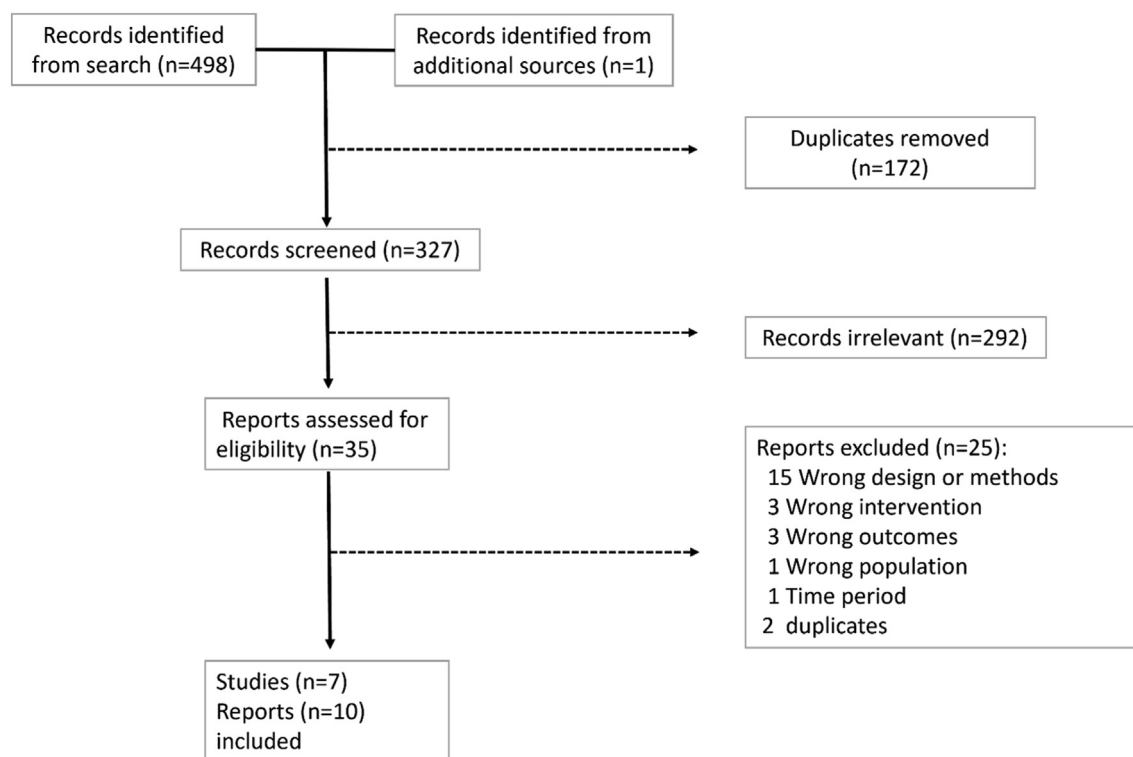 Records identified
from search (n=498)
Records identified from
additional sources (n=1)
Duplicates removed
(n=172)
Records screened (n=327)
Records irrelevant (n=292)
Reports assessed for
eligibility (n=35)
Reports excluded (n=25):
15 Wrong design or methods
3 Wrong intervention
3 Wrong outcomes
1 Wrong population
1 Time period
2 duplicates
Studies (n=7)
Reports (n=10)
included